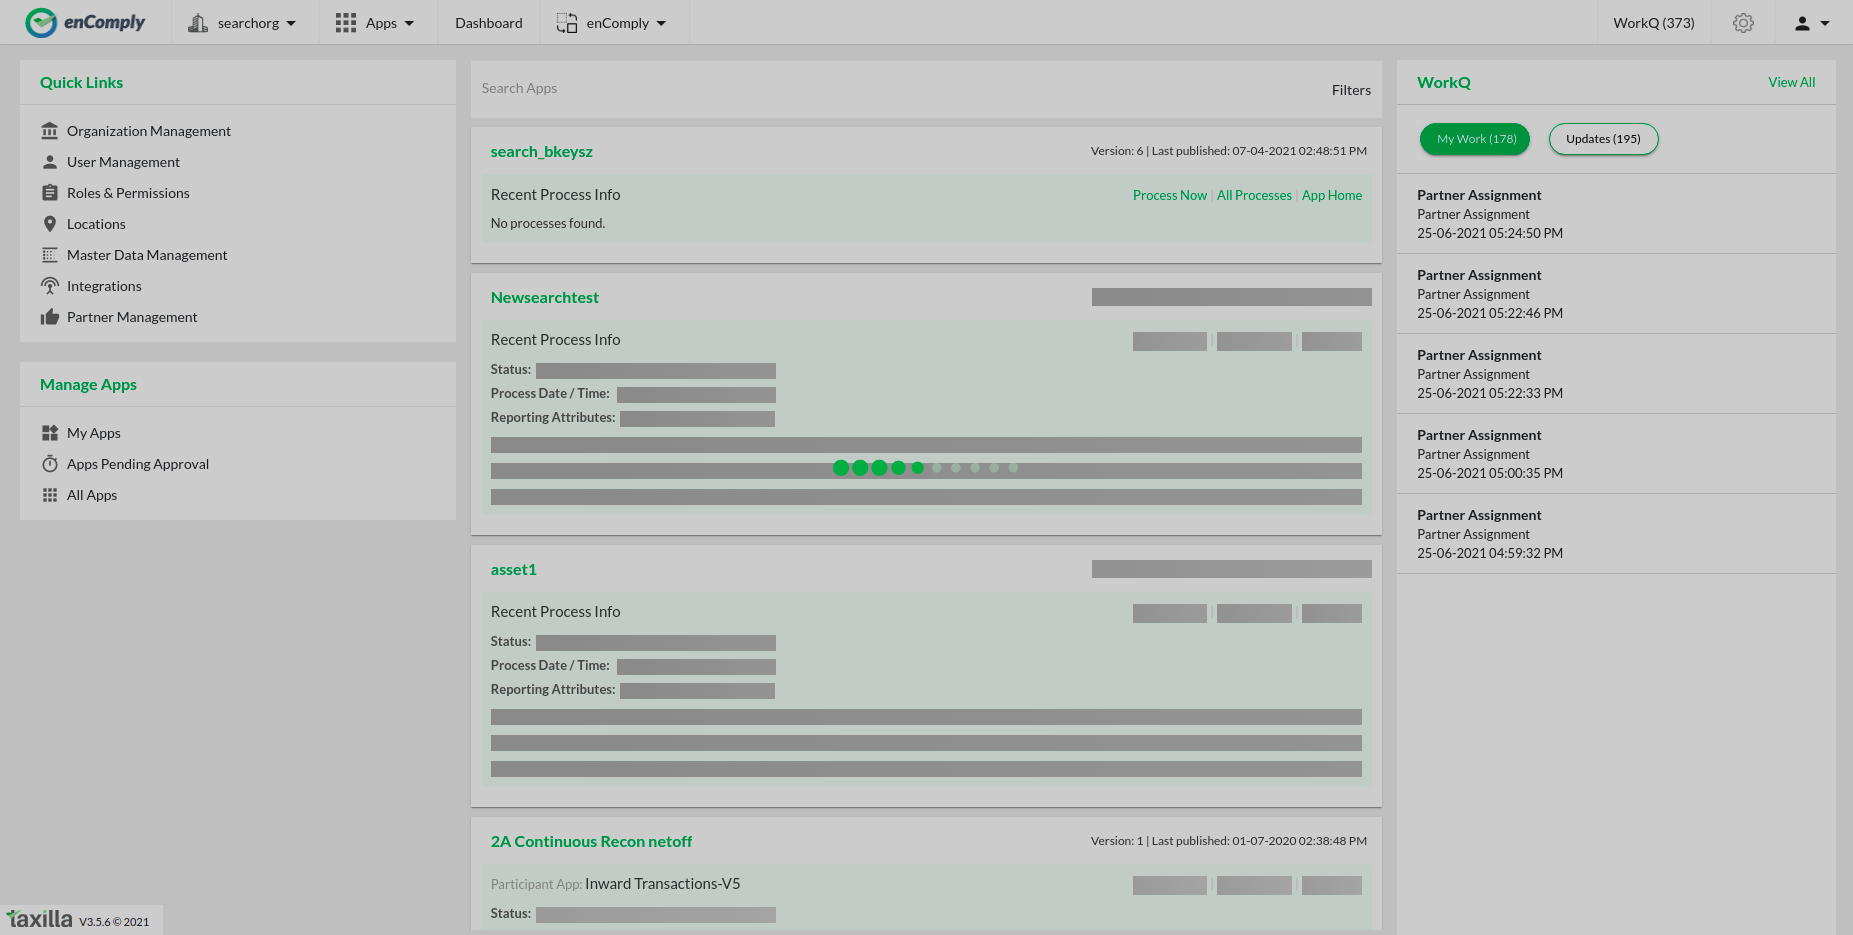 enComply
searchorg
Apps
Dashboard
enComply
WorkQ (373)
Quick Links
Organization Management
User Management
Roles & Permissions
Locations
Master Data Management
Integrations
Partner Management
Manage Apps
My Apps
Apps Pending Approval
All Apps
Search Apps
Filters
search_bkeysz
Version: 6 | Last published: 07-04-2021 02:48:51 PM
Recent Process Info
Process Now | All Processes | App Home
No processes found.
Newsearchtest
Recent Process Info
Status:
Process Date / Time:
Reporting Attributes:
asset1
Recent Process Info
Status:
Process Date / Time:
Reporting Attributes:
2A Continuous Recon netoff
Version: 1 | Last published: 01-07-2020 02:38:48 PM
Participant App: Inward Transactions-V5
Status:
WorkQ
View All
My Work (178)
Updates (195)
Partner Assignment
Partner Assignment
25-06-2021 05:24:50 PM
Partner Assignment
Partner Assignment
25-06-2021 05:22:46 PM
Partner Assignment
Partner Assignment
25-06-2021 05:22:33 PM
Partner Assignment
Partner Assignment
25-06-2021 05:00:35 PM
Partner Assignment
Partner Assignment
25-06-2021 04:59:32 PM
taxilla V3.5.6 © 2021